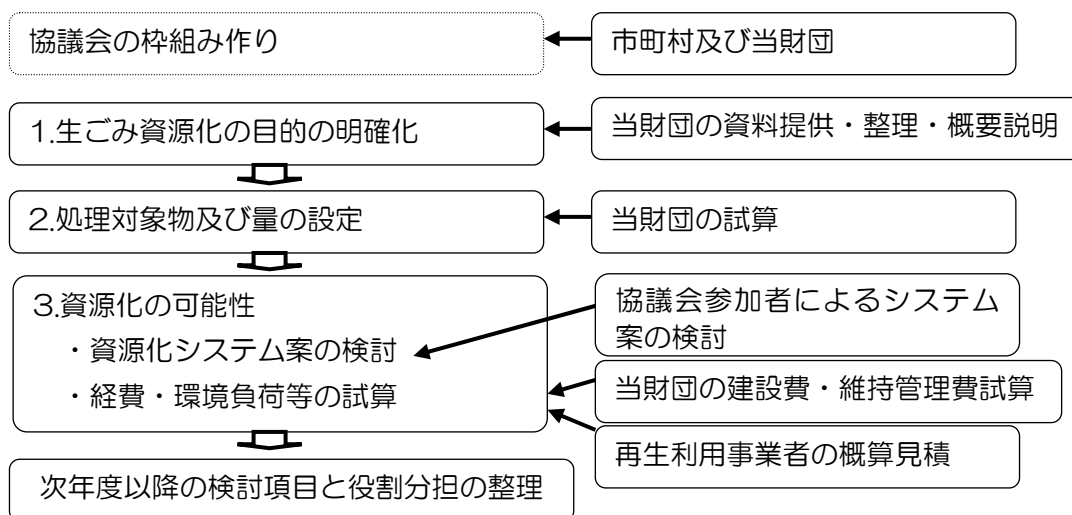 協議会の枠組み作り
市町村及び当財団
1.生ごみ資源化の目的の明確化
当財団の資料提供・整理・概要説明
2.処理対象物及び量の設定
当財団の試算
3.資源化の可能性
・資源化システム案の検討
・経費・環境負荷等の試算
協議会参加者によるシステム
案の検討
当財団の建設費・維持管理費試算
再生利用事業者の概算見積
次年度以降の検討項目と役割分担の整理